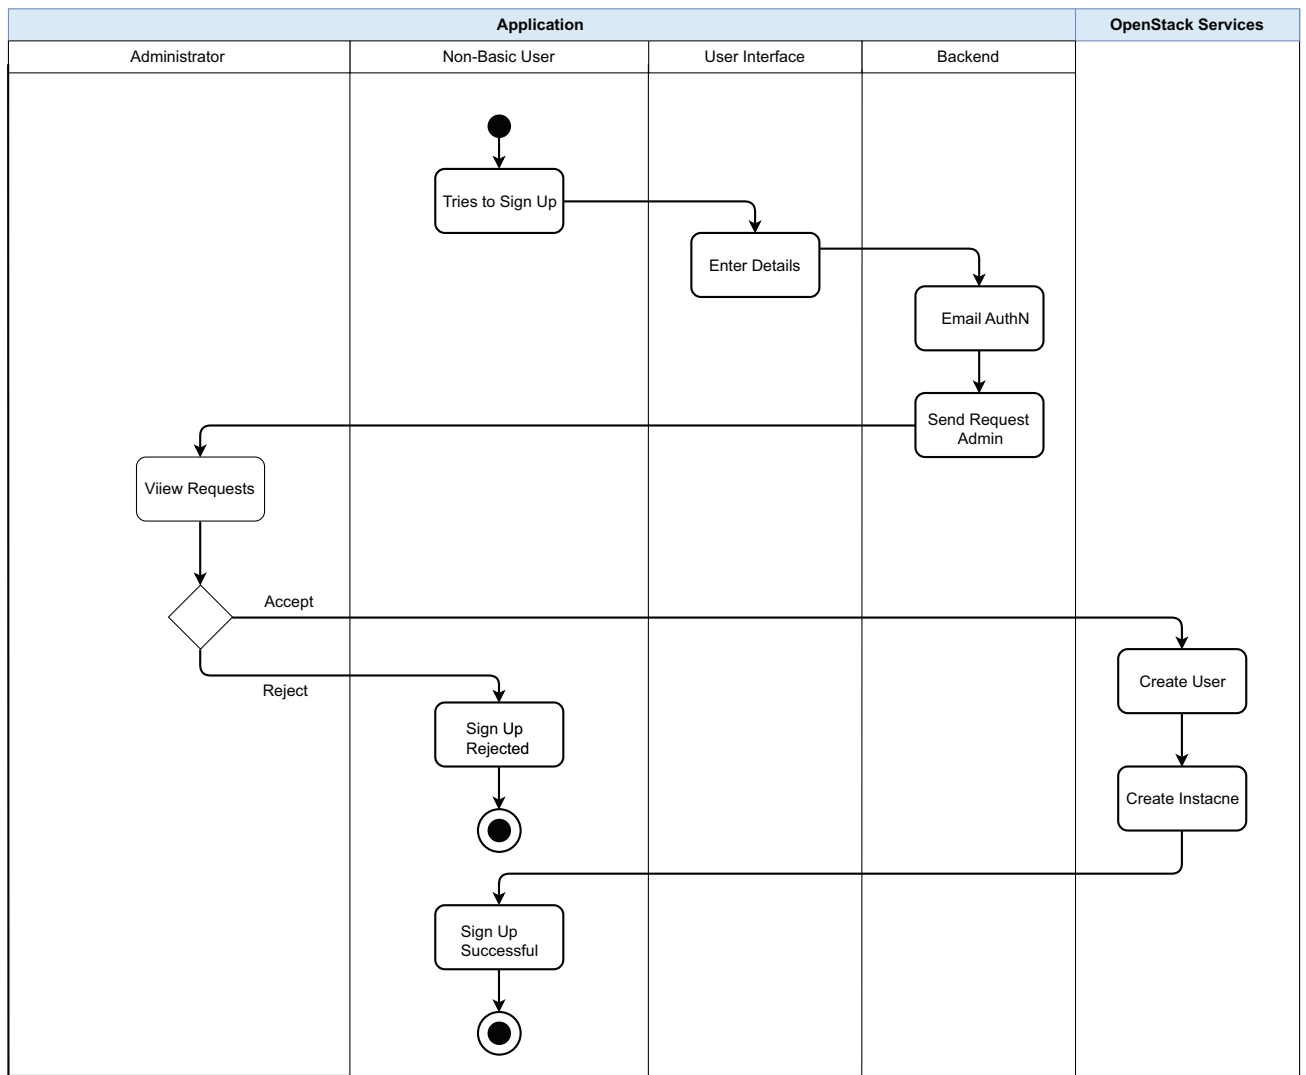 Application
OpenStack Services
Administrator
Non-Basic User
User Interface
Backend
Tries to Sign Up
Enter Details
Email AuthN
Send Request
Admin
Viiew Requests
Accept
Reject
Create User
Sign Up
Rejected
Create Instacne
Sign Up
Successful